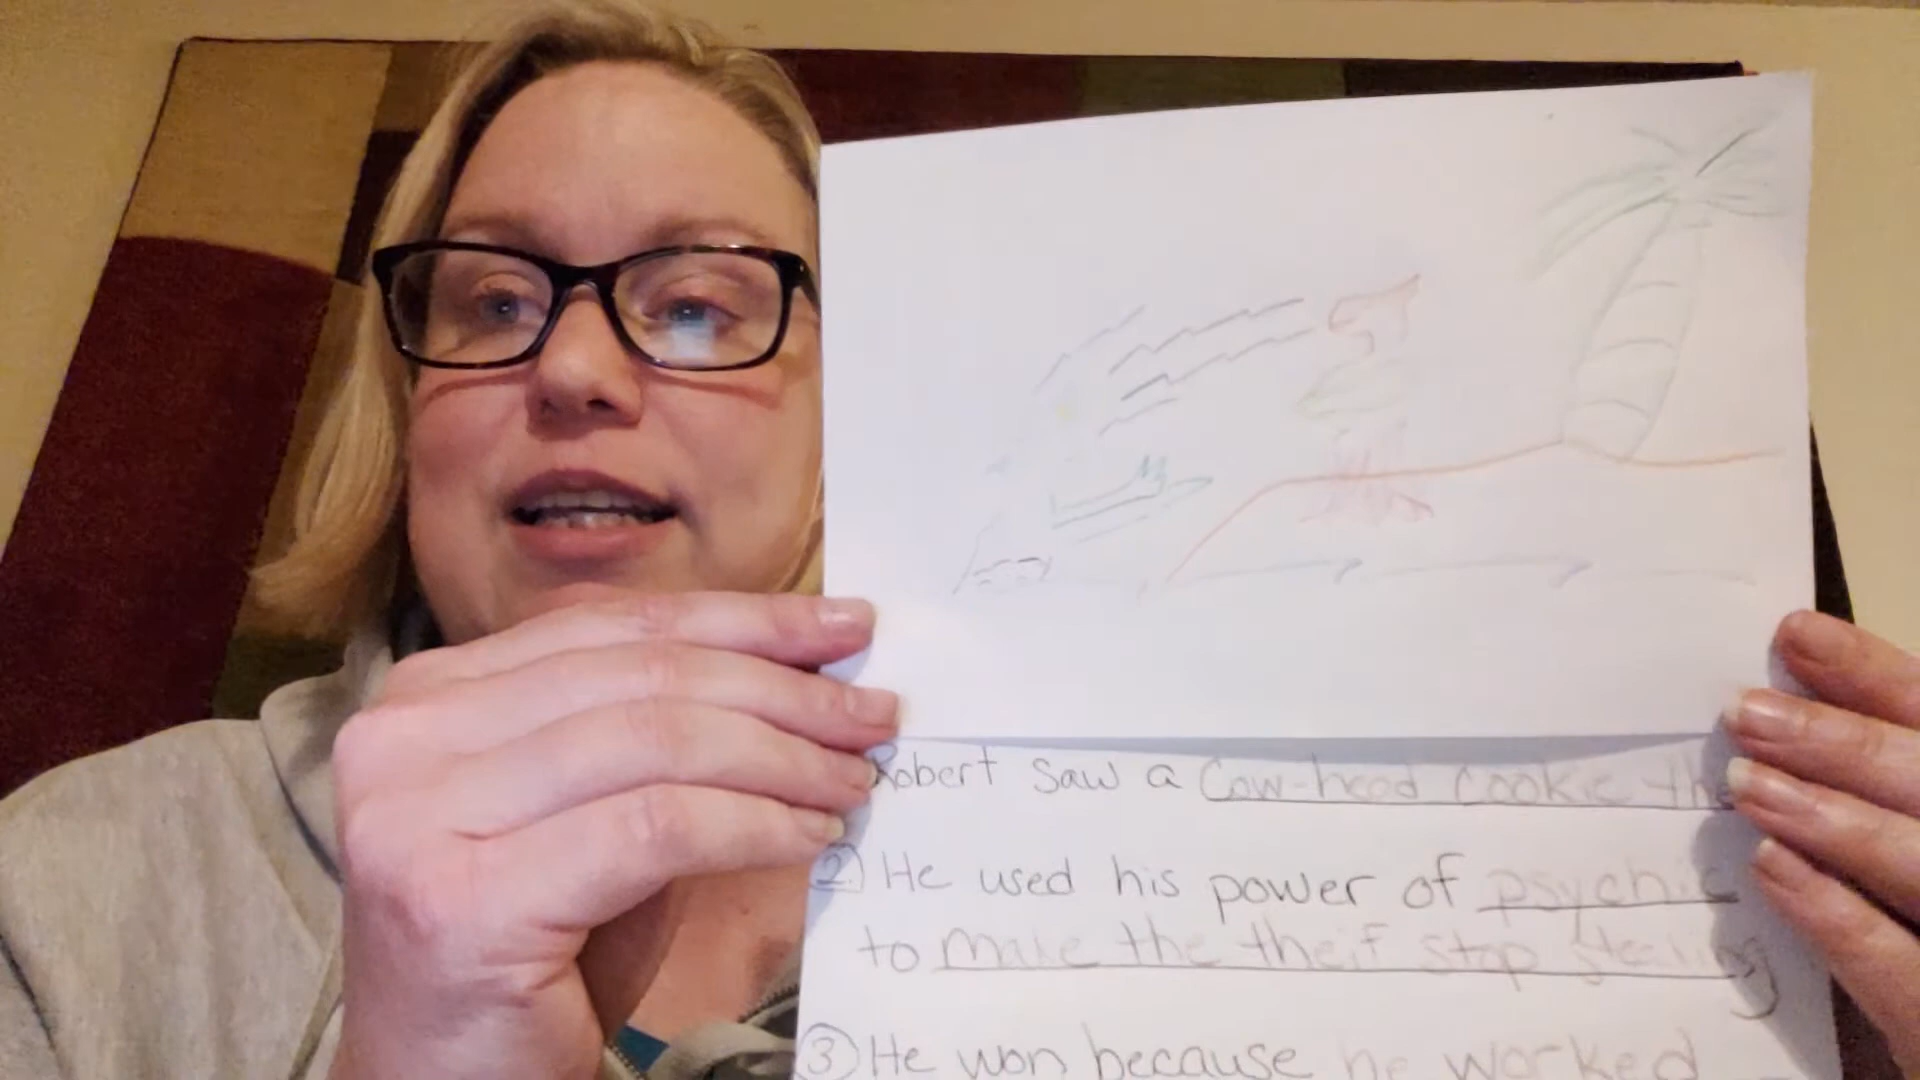 Robert saw a Cow-head cookie the
② He used his power of psychic
to make the theif stop stealing
③ He won because he worked